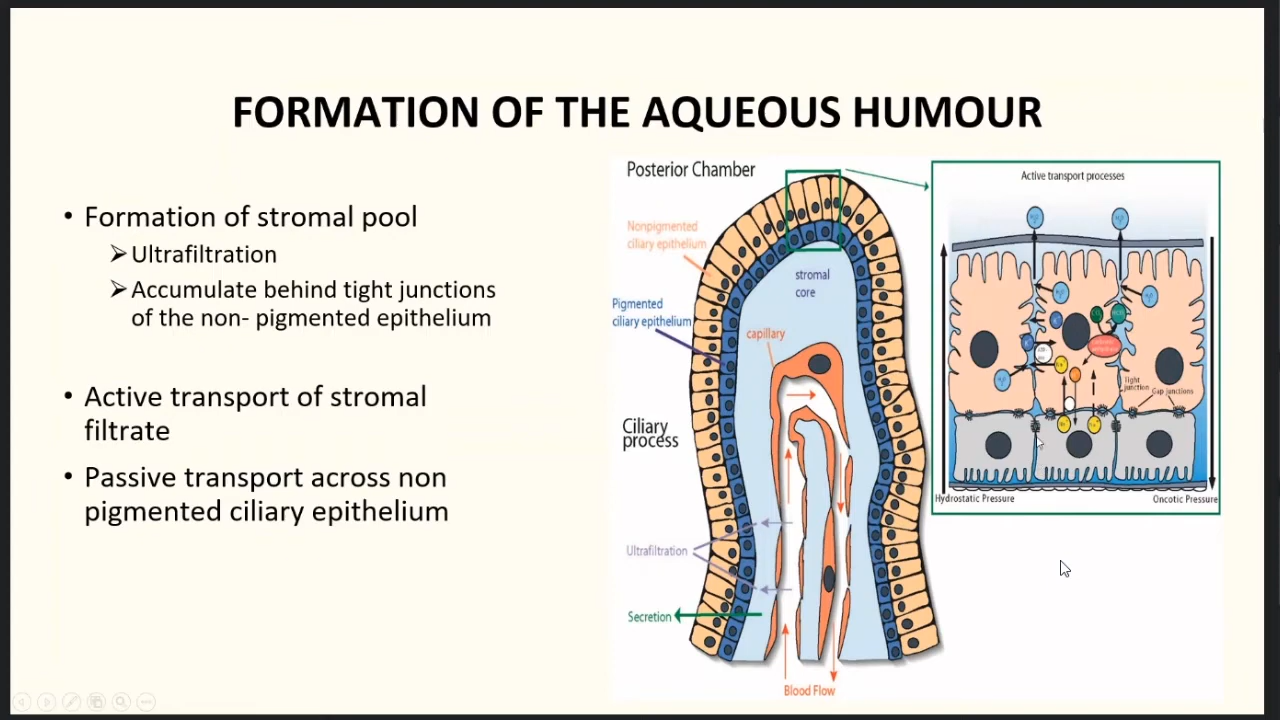 FORMATION OF THE AQUEOUS HUMOUR
• Formation of stromal pool
➢Ultrafiltration
➢Accumulate behind tight junctions
of the non- pigmented epithelium
• Active transport of stromal
filtrate
• Passive transport across non
pigmented ciliary epithelium
Posterior Chamber
Nonpigmented
ciliary epithelium
stromal
core
Pigmented
ciliary epithelium
capillary
Ciliary
process
Ultrafiltration
Secretion
Blood Flow
Active transport processes
Tight
junction
Gap junctions
Hydrostatic Pressure
Oncotic Pressure